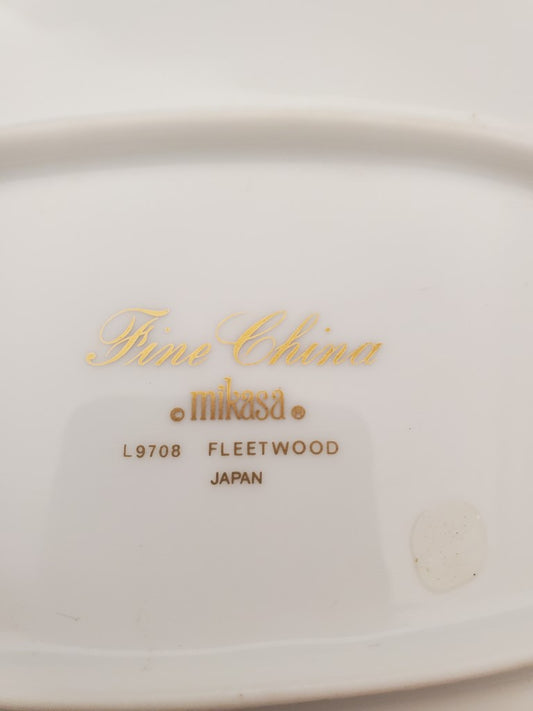 Fine China
© mikasa ®
L9708 FLEETWOOD
JAPAN